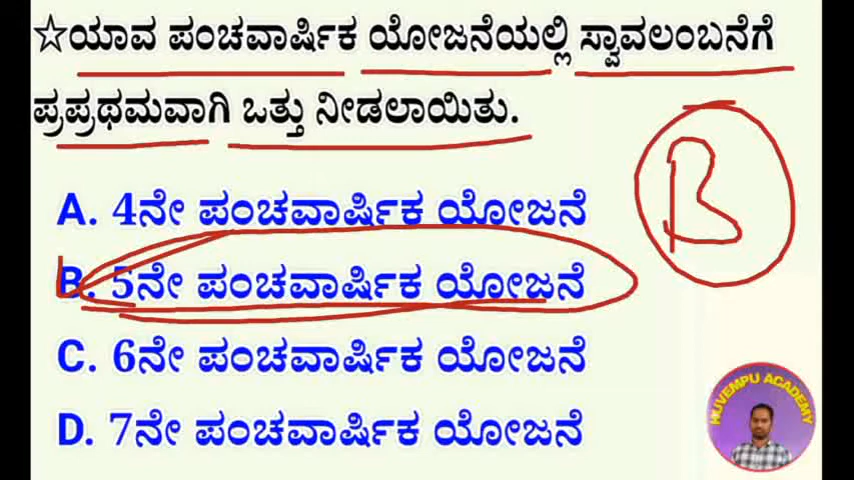 ☆ಯಾವ ಪಂಚವಾರ್ಷಿಕ ಯೋಜನೆಯಲ್ಲಿ ಸ್ವಾವಲಂಬನೆಗೆ
ಪ್ರಪ್ರಥಮವಾಗಿ ಒತ್ತು ನೀಡಲಾಯಿತು.
A. 4ನೇ ಪಂಚವಾರ್ಷಿಕ ಯೋಜನೆ
B
B. 5ನೇ ಪಂಚವಾರ್ಷಿಕ ಯೋಜನೆ
C. 6ನೇ ಪಂಚವಾರ್ಷಿಕ ಯೋಜನೆ
D. 7ನೇ ಪಂಚವಾರ್ಷಿಕ ಯೋಜನೆ
KUVEMPU ACADEMY